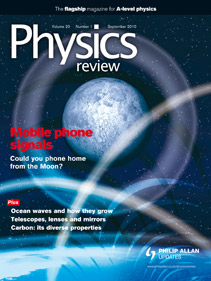 The flagship magazine for A-level physics
Volume 20 Number 1 September 2010
Physics
review
Mobile phone
signals
Could you phone home
from the Moon?
Plus
Ocean waves and how they grow
Telescopes, lenses and mirrors
Carbon: its diverse properties
PHILIP ALLAN
UPDATES